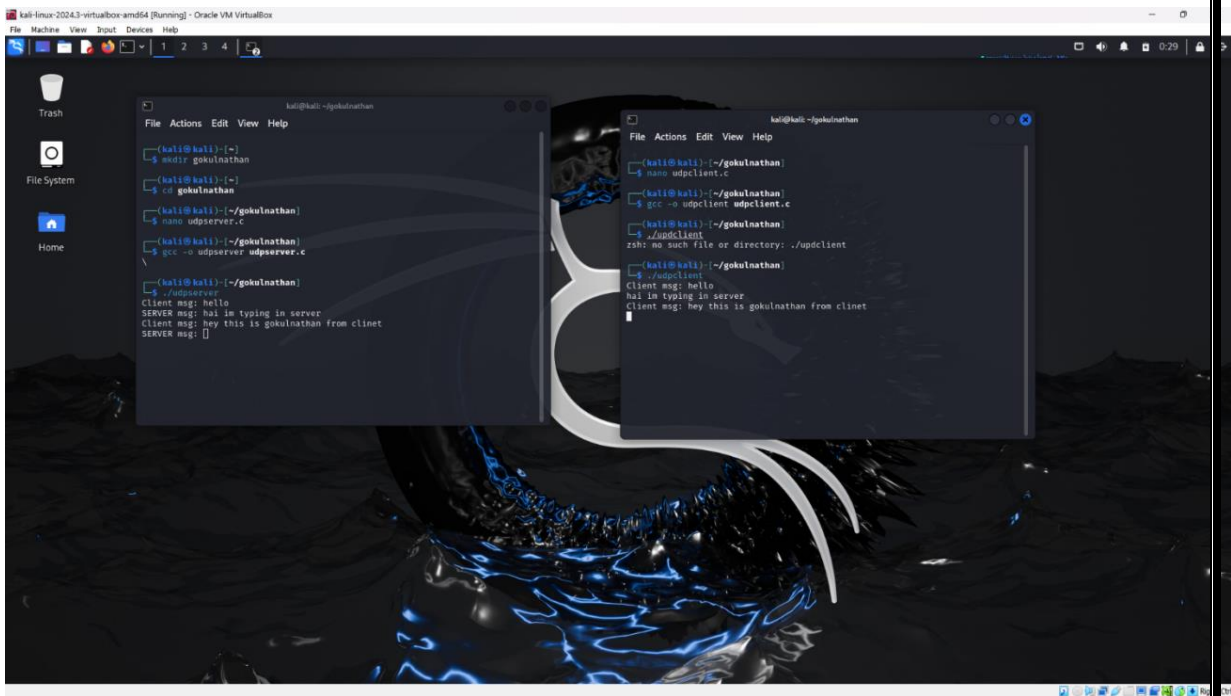 kali-linux-2024.3-virtualbox-amd64 [Running] - Oracle VM VirtualBox
File Machine View Input Devices Help
1 2 3 4
0:29
Trash
File System
Home
kali@kali: ~/gokulnathan
File Actions Edit View Help
┌──(kali㉿kali)-[~]
└─$ mkdir gokulnathan
┌──(kali㉿kali)-[~]
└─$ cd gokulnathan
┌──(kali㉿kali)-[~/gokulnathan]
└─$ nano udpserver.c
┌──(kali㉿kali)-[~/gokulnathan]
└─$ gcc -o udpserver udpserver.c
\
┌──(kali㉿kali)-[~/gokulnathan]
└─$ ./udpserver
Client msg: hello
SERVER msg: hai im typing in server
Client msg: hey this is gokulnathan from clinet
SERVER msg:
kali@kali: ~/gokulnathan
File Actions Edit View Help
┌──(kali㉿kali)-[~/gokulnathan]
└─$ nano udpclient.c
┌──(kali㉿kali)-[~/gokulnathan]
└─$ gcc -o udpclient udpclient.c
┌──(kali㉿kali)-[~/gokulnathan]
└─$ ./updclient
zsh: no such file or directory: ./updclient
┌──(kali㉿kali)-[~/gokulnathan]
└─$ ./udpclient
Client msg: hello
hai im typing in server
Client msg: hey this is gokulnathan from clinet